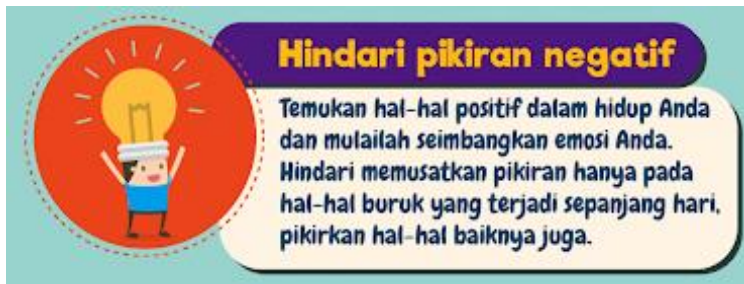 Hindari pikiran negatif
Temukan hal-hal positif dalam hidup Anda
dan mulailah seimbangkan emosi Anda.
Hindari memusatkan pikiran hanya pada
hal-hal buruk yang terjadi sepanjang hari,
pikirkan hal-hal baiknya juga.